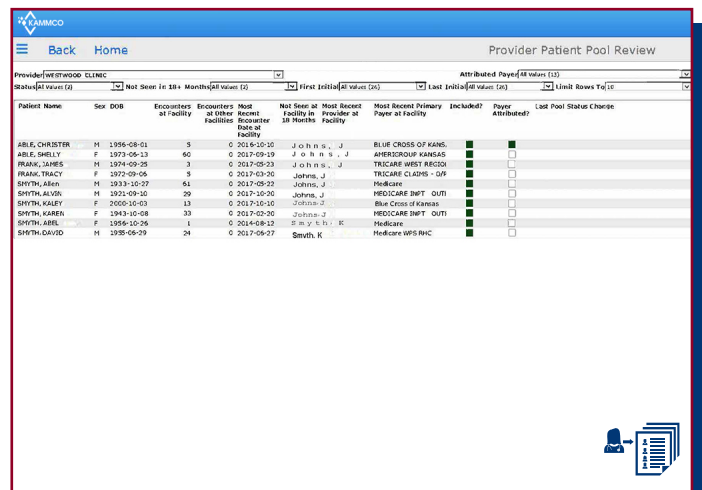 KAMMCO
Back Home Provider Patient Pool Review
Provider WESTWOOD CLINIC Attributed Payer All Values (13)
Status All Values (2) Not Seen in 18+ Months All Values (2) First Initial All Values (26) Last Initial All Values (26) Limit Rows To 10
Patient Name Sex DOB Encounters at Facility Encounters at Other Facilities Most Recent Encounter Date at Facility Not Seen at Facility in 18 Months Most Recent Provider at Facility Most Recent Primary Payer at Facility Included? Payer Attributed? Last Pool Status Change
ABLE, CHRISTER M 1956-08-01 5 0 2016-10-10 Johns, J BLUE CROSS OF KANS.
ABLE, SHELLY F 1973-06-13 60 0 2017-09-19 Johns, J AMERIGROUP KANSAS
FRANK, JAMES M 1974-09-25 3 0 2017-05-23 Johns, J TRICARE WEST REGIO
FRANK, TRACY F 1972-09-06 5 0 2017-03-20 Johns, J TRICARE CLAIMS - D/F
SMYTH, Allen M 1933-10-27 61 0 2017-05-22 Johns, J Medicare
SMYTH, ALVIN M 1921-09-10 29 0 2017-10-20 Johns, J MEDICARE INPT OUTI
SMYTH, KALEY F 2000-10-03 13 0 2017-10-10 Johns J Blue Cross of Kansas
SMYTH, KAREN F 1943-10-08 33 0 2017-02-20 Johns J MEDICARE INPT OUTI
SMYTH, ABEL F 1956-10-26 1 0 2014-08-12 Smyth K Medicare
SMYTH, DAVID M 1955-06-29 24 0 2017-06-27 Smyth, K Medicare WPS RHC